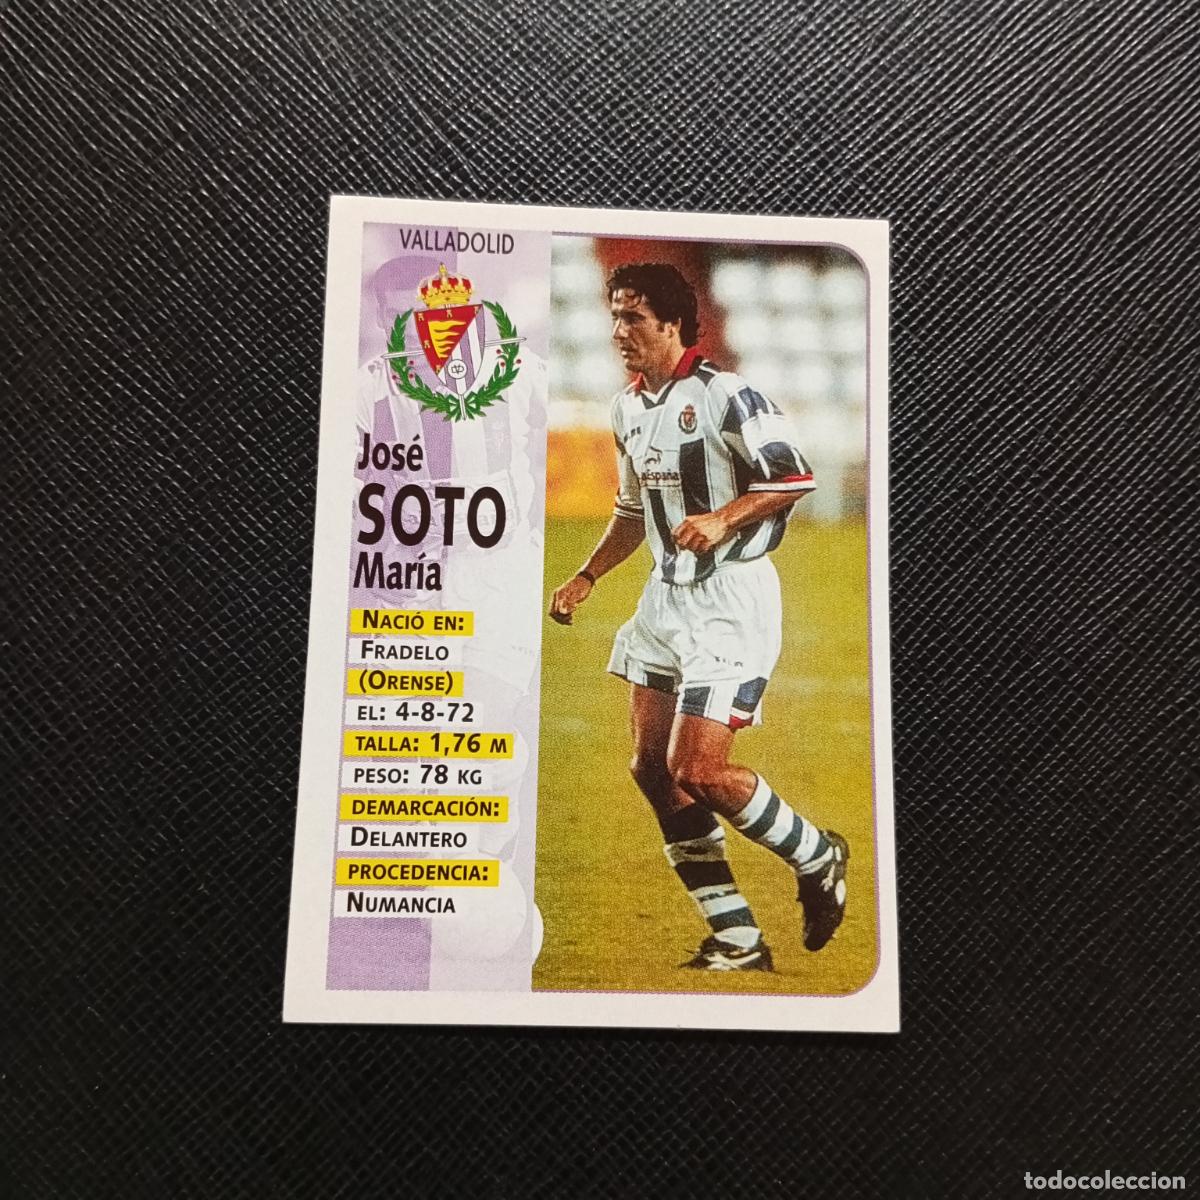 VALLADOLID
José
SOTO
María
NACIÓ EN:
FRADELO
(ORENSE)
EL: 4-8-72
TALLA: 1,76 M
PESO: 78 KG
DEMARCACIÓN:
DELANTERO
PROCEDENCIA:
NUMANCIA
España
todocoleccion